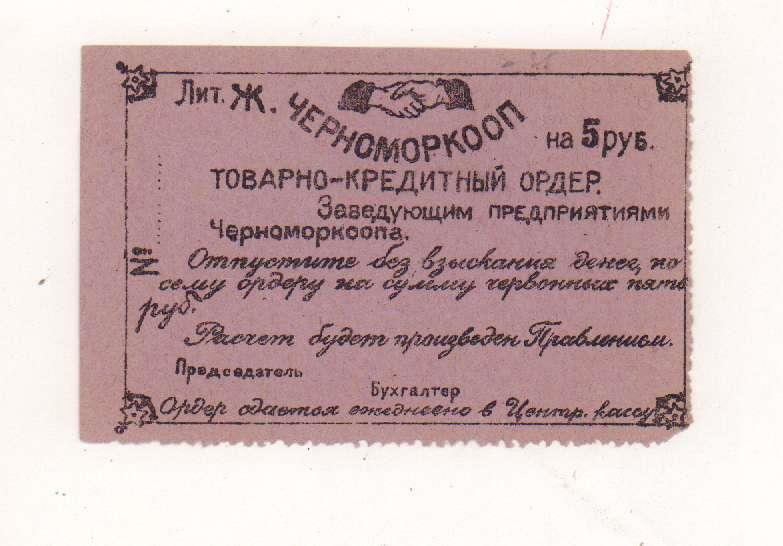 Лит. Ж. ЧЕРНОМОРКООП на 5 руб.
ТОВАРНО-КРЕДИТНЫЙ ОРДЕР.
Заведующим предприятиями
Черноморкоопа.
№
Отпустите без взыскания денег, по
сему ордеру на сумму червонных пять
руб.
Расчет будет произведен Правлением.
Председатель
Бухгалтер
Ордер сдается ежедневно в Центр. кассу